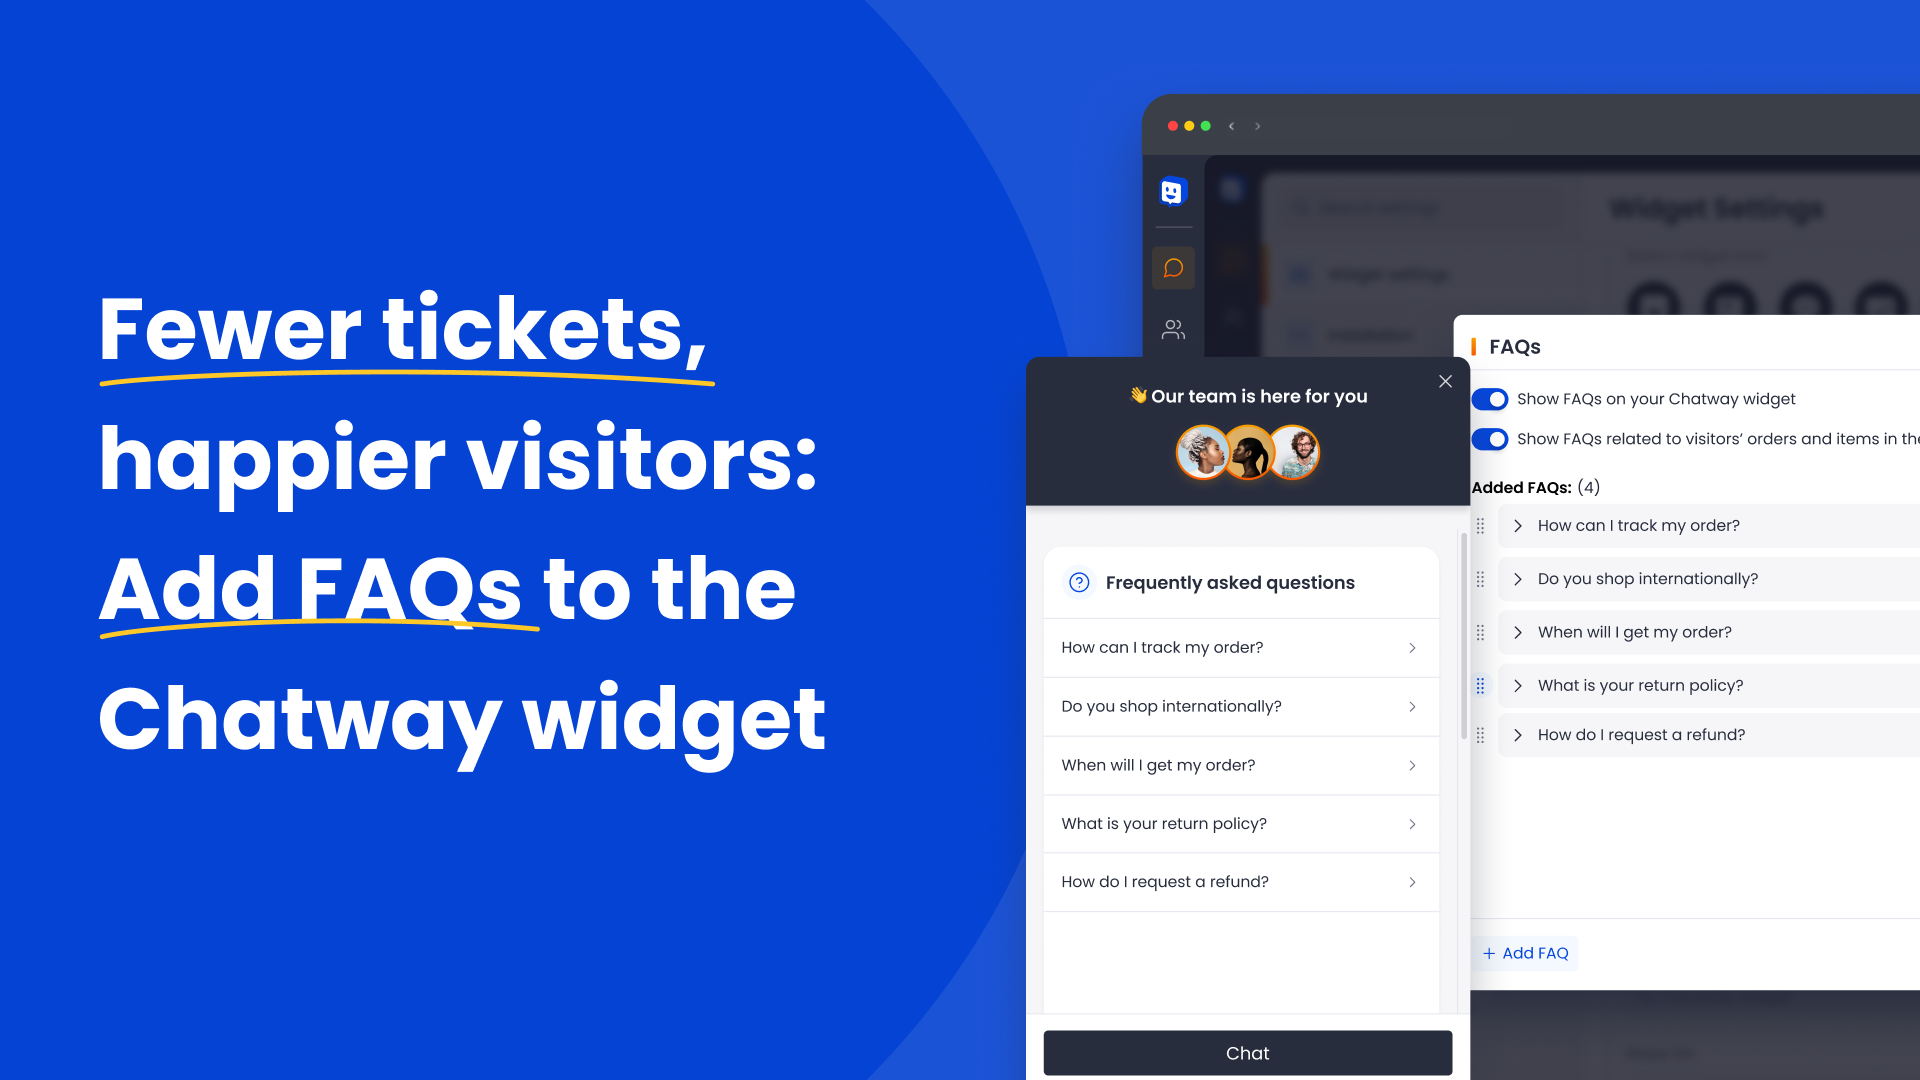 Fewer tickets,
happier visitors:
Add FAQs to the
Chatway widget
Widget Settings
FAQs
Show FAQs on your Chatway widget
Show FAQs related to visitors’ orders and items in the
Added FAQs: (4)
How can I track my order?
Do you shop internationally?
When will I get my order?
What is your return policy?
How do I request a refund?
+ Add FAQ
👋 Our team is here for you
Frequently asked questions
How can I track my order?
Do you shop internationally?
When will I get my order?
What is your return policy?
How do I request a refund?
Chat